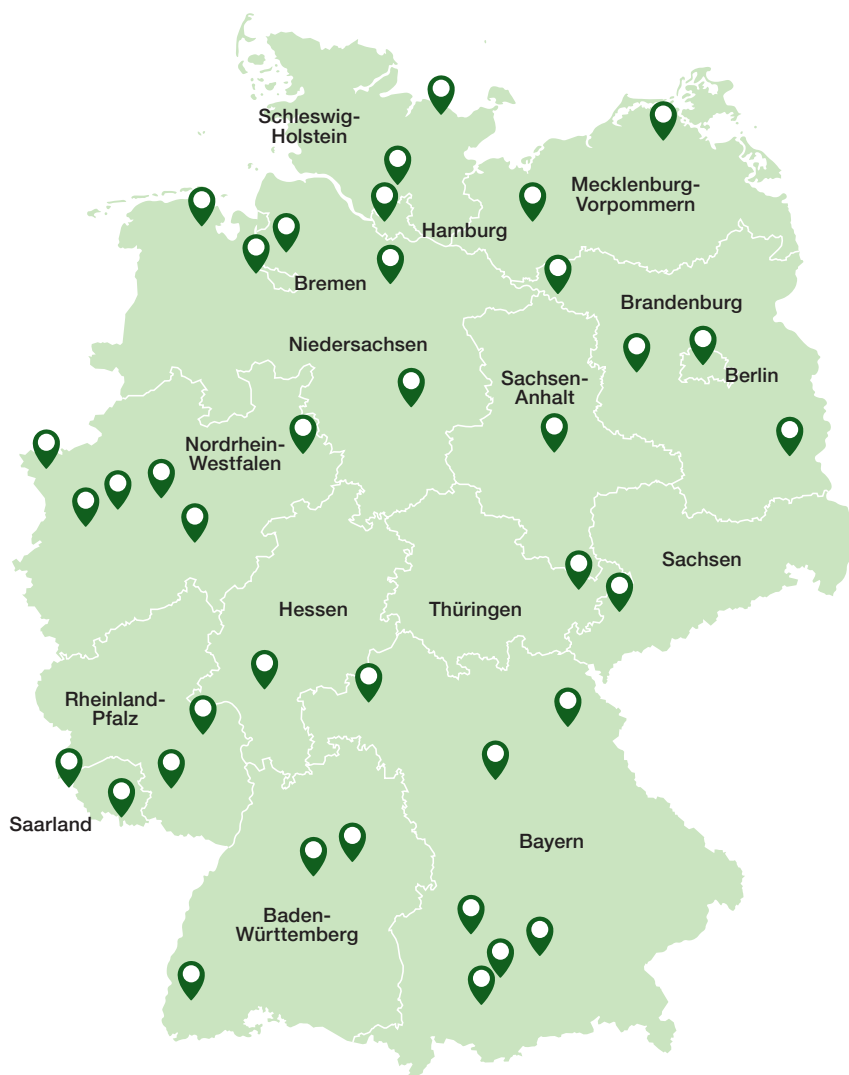 Schleswig-
Holstein
Mecklenburg-
Vorpommern
Hamburg
Bremen
Brandenburg
Niedersachsen
Sachsen-
Anhalt
Berlin
Nordrhein-
Westfalen
Sachsen
Hessen
Thüringen
Rheinland-
Pfalz
Saarland
Bayern
Baden-
Württemberg